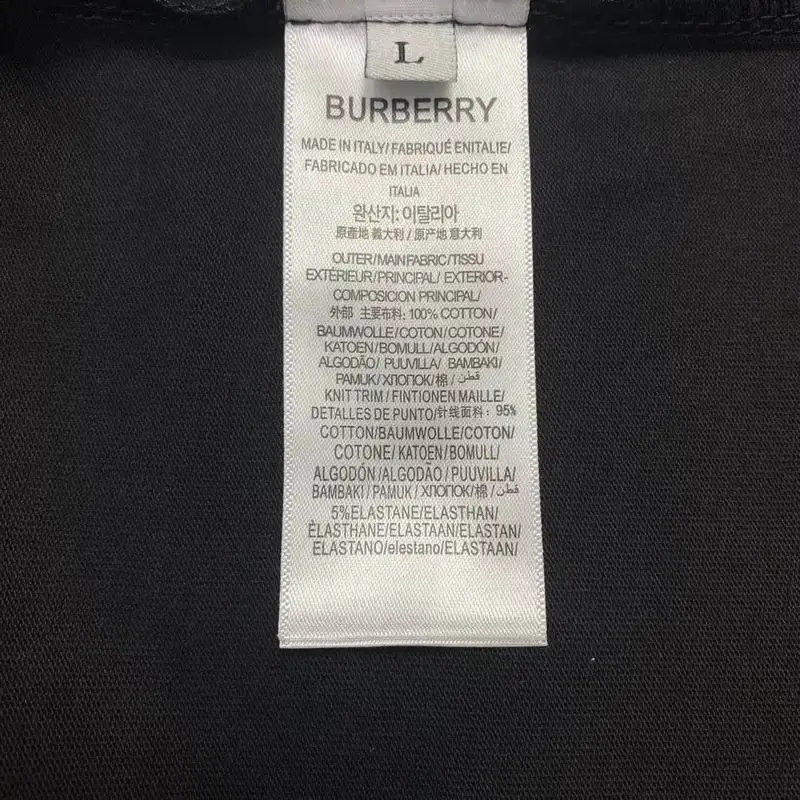 L
BURBERRY
MADE IN ITALY/ FABRIQUÉ ENITALIE/
FABRICADO EM ITALIA/ HECHO EN
ITALIA
원산지: 이탈리아
原產地 義大利 / 原产地 意大利
OUTER/MAINFABRIC/TISSU
EXTÉRIEUR/PRINCIPAL/ EXTERIOR-
COMPOSICION PRINCIPAL/
外部 主要布料: 100% COTTON/
BAUMWOLLE/COTON/COTONE/
KATOEN/BOMULL/ALGODÓN/
ALGODÃO/ PUUVILLA/ BAMBAKI/
PAMUK/ХЛОПОК/棉/ قطن
KNIT TRIM / FINTIONEN MAILLE/
DETALLES DE PUNTO/针线面料: 95%
COTTON/BAUMWOLLE/COTON/
COTONE/ KATOEN/BOMULL/
ALGODÓN/ALGODÃO/PUUVILLA/
BAMBAKI/PAMUK/ХЛОПОК/棉/ قطن/
5%ELASTANE/ELASTHAN/
ÉLASTHANE/ELASTAAN/ELASTAN/
ELASTANO/elestano/ELASTAAN/